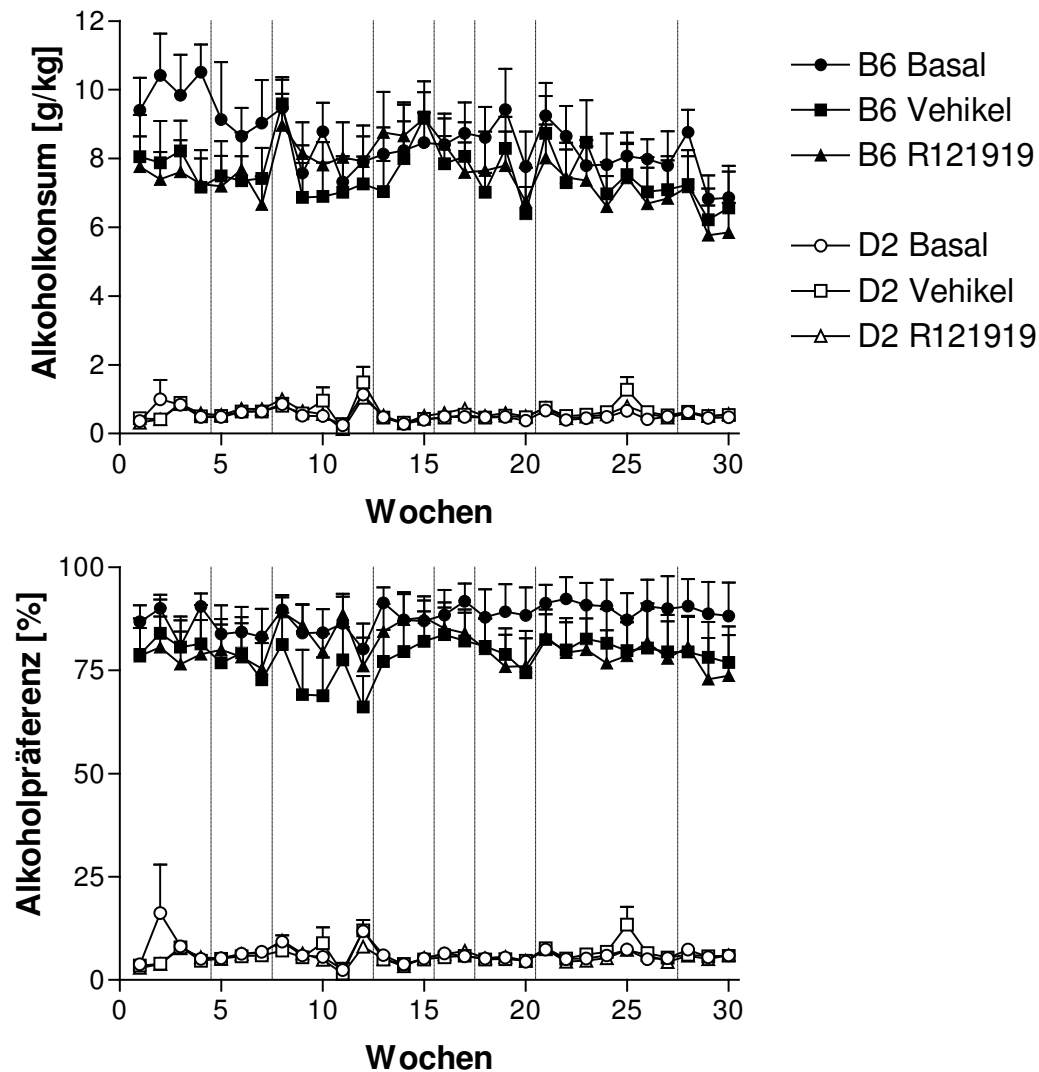 12
10
8
6
4
2
0
Alkoholkonsum [g/kg]
0 5 10 15 20 25 30
Wochen
B6 Basal
B6 Vehikel
B6 R121919
D2 Basal
D2 Vehikel
D2 R121919
100
75
50
25
0
Alkoholpräferenz [%]
0 5 10 15 20 25 30
Wochen